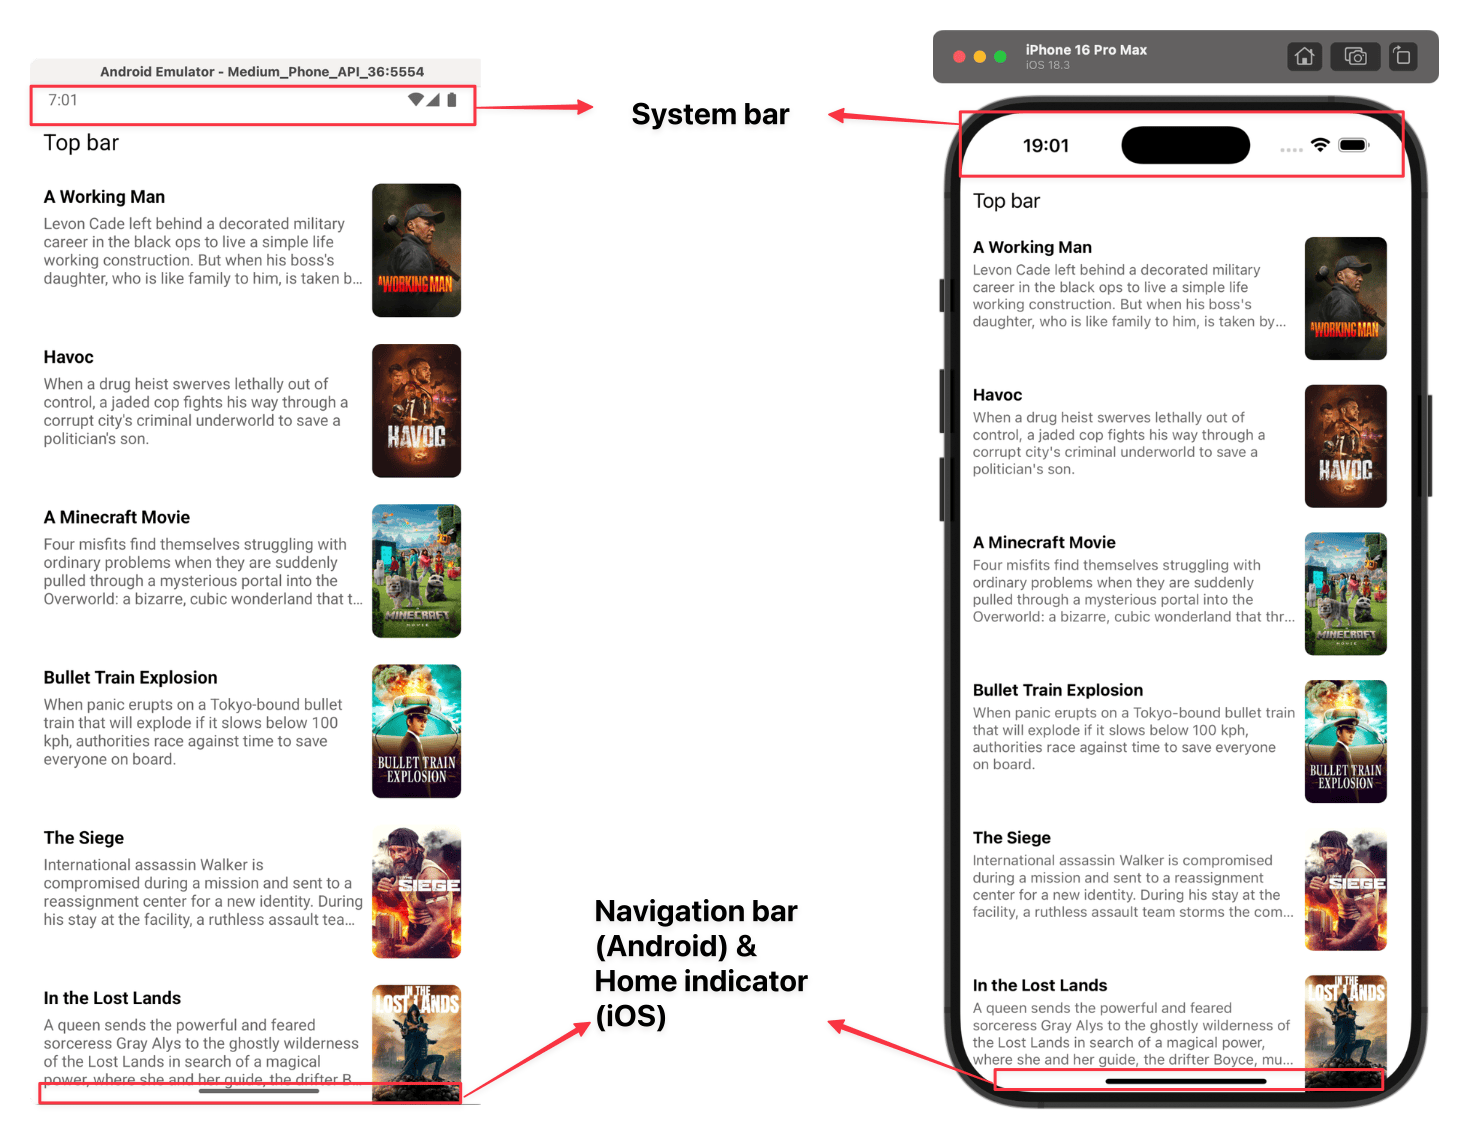 Android Emulator - Medium_Phone_API_36:5554
7:01
Top bar
A Working Man
Levon Cade left behind a decorated military
career in the black ops to live a simple life
working construction. But when his boss's
daughter, who is like family to him, is taken b...
A WORKING MAN
Havoc
When a drug heist swerves lethally out of
control, a jaded cop fights his way through a
corrupt city's criminal underworld to save a
politician's son.
HAVOC
A Minecraft Movie
Four misfits find themselves struggling with
ordinary problems when they are suddenly
pulled through a mysterious portal into the
Overworld: a bizarre, cubic wonderland that t...
MINECRAFT
MOVIE
Bullet Train Explosion
When panic erupts on a Tokyo-bound bullet
train that will explode if it slows below 100
kph, authorities race against time to save
everyone on board.
BULLET TRAIN
EXPLOSION
The Siege
International assassin Walker is
compromised during a mission and sent to a
reassignment center for a new identity. During
his stay at the facility, a ruthless assault tea...
SIEGE
In the Lost Lands
A queen sends the powerful and feared
sorceress Gray Alys to the ghostly wilderness
of the Lost Lands in search of a magical
power, where she and her guide, the drifter B...
IN THE
LOST LANDS
System bar
Navigation bar
(Android) &
Home indicator
(iOS)
iPhone 16 Pro Max
iOS 18.3
19:01
Top bar
A Working Man
Levon Cade left behind a decorated military
career in the black ops to live a simple life
working construction. But when his boss's
daughter, who is like family to him, is taken by...
A WORKING MAN
Havoc
When a drug heist swerves lethally out of
control, a jaded cop fights his way through a
corrupt city's criminal underworld to save a
politician's son.
HAVOC
A Minecraft Movie
Four misfits find themselves struggling with
ordinary problems when they are suddenly
pulled through a mysterious portal into the
Overworld: a bizarre, cubic wonderland that thr...
MINECRAFT
MOVIE
Bullet Train Explosion
When panic erupts on a Tokyo-bound bullet train
that will explode if it slows below 100 kph,
authorities race against time to save everyone
on board.
BULLET TRAIN
EXPLOSION
The Siege
International assassin Walker is compromised
during a mission and sent to a reassignment
center for a new identity. During his stay at the
facility, a ruthless assault team storms the com...
SIEGE
In the Lost Lands
A queen sends the powerful and feared
sorceress Gray Alys to the ghostly wilderness of
the Lost Lands in search of a magical power,
where she and her guide, the drifter Boyce, mu...
IN THE
LOST LANDS